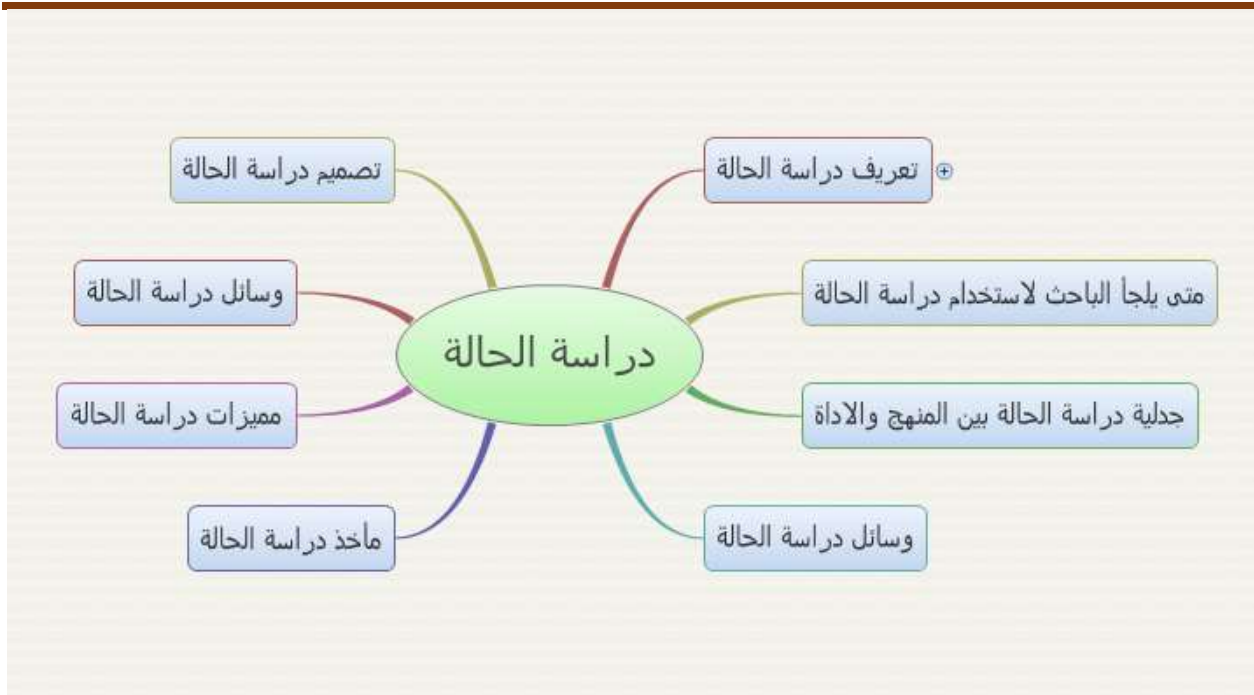 دراسة الحالة
تعريف دراسة الحالة
متى يلجأ الباحث لاستخدام دراسة الحالة
جدلية دراسة الحالة بين المنهج والاداة
وسائل دراسة الحالة
تصميم دراسة الحالة
وسائل دراسة الحالة
مميزات دراسة الحالة
مأخذ دراسة الحالة